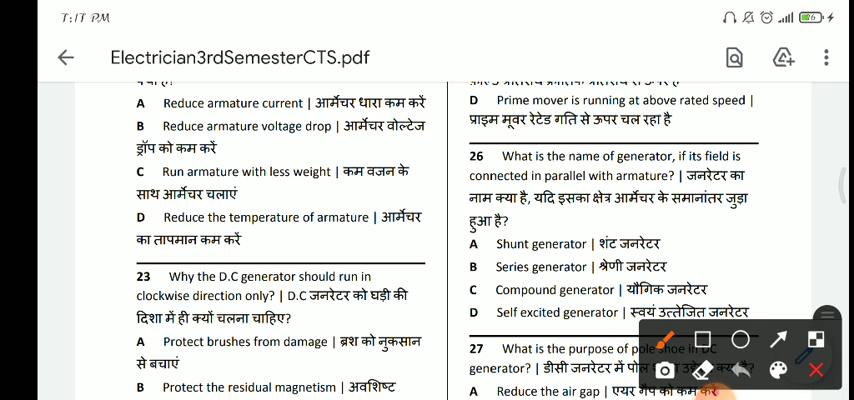 7:17 PM
Electrician3rdSemesterCTS.pdf
A Reduce armature current | आर्मेचर धारा कम करें
B Reduce armature voltage drop | आर्मेचर वोल्टेज
ड्रॉप को कम करें
C Run armature with less weight | कम वजन के
साथ आर्मेचर चलाएं
D Reduce the temperature of armature | आर्मेचर
का तापमान कम करें
23 Why the D.C generator should run in
clockwise direction only? | D.C जनरेटर को घड़ी की
दिशा में ही क्यों चलना चाहिए?
A Protect brushes from damage | ब्रश को नुकसान
से बचाएं
B Protect the residual magnetism | अवशिष्ट
D Prime mover is running at above rated speed |
प्राइम मूवर रेटेड गति से ऊपर चल रहा है
26 What is the name of generator, if its field is
connected in parallel with armature? | जनरेटर का
नाम क्या है, यदि इसका क्षेत्र आर्मेचर के समानांतर जुड़ा
हुआ है?
A Shunt generator | शंट जनरेटर
B Series generator | श्रेणी जनरेटर
C Compound generator | यौगिक जनरेटर
D Self excited generator | स्वयं उत्तेजित जनरेटर
27 What is the purpose of pole shoe in DC
generator? | डीसी जनरेटर में पोल
A Reduce the air gap | एयर गैप को कम करें